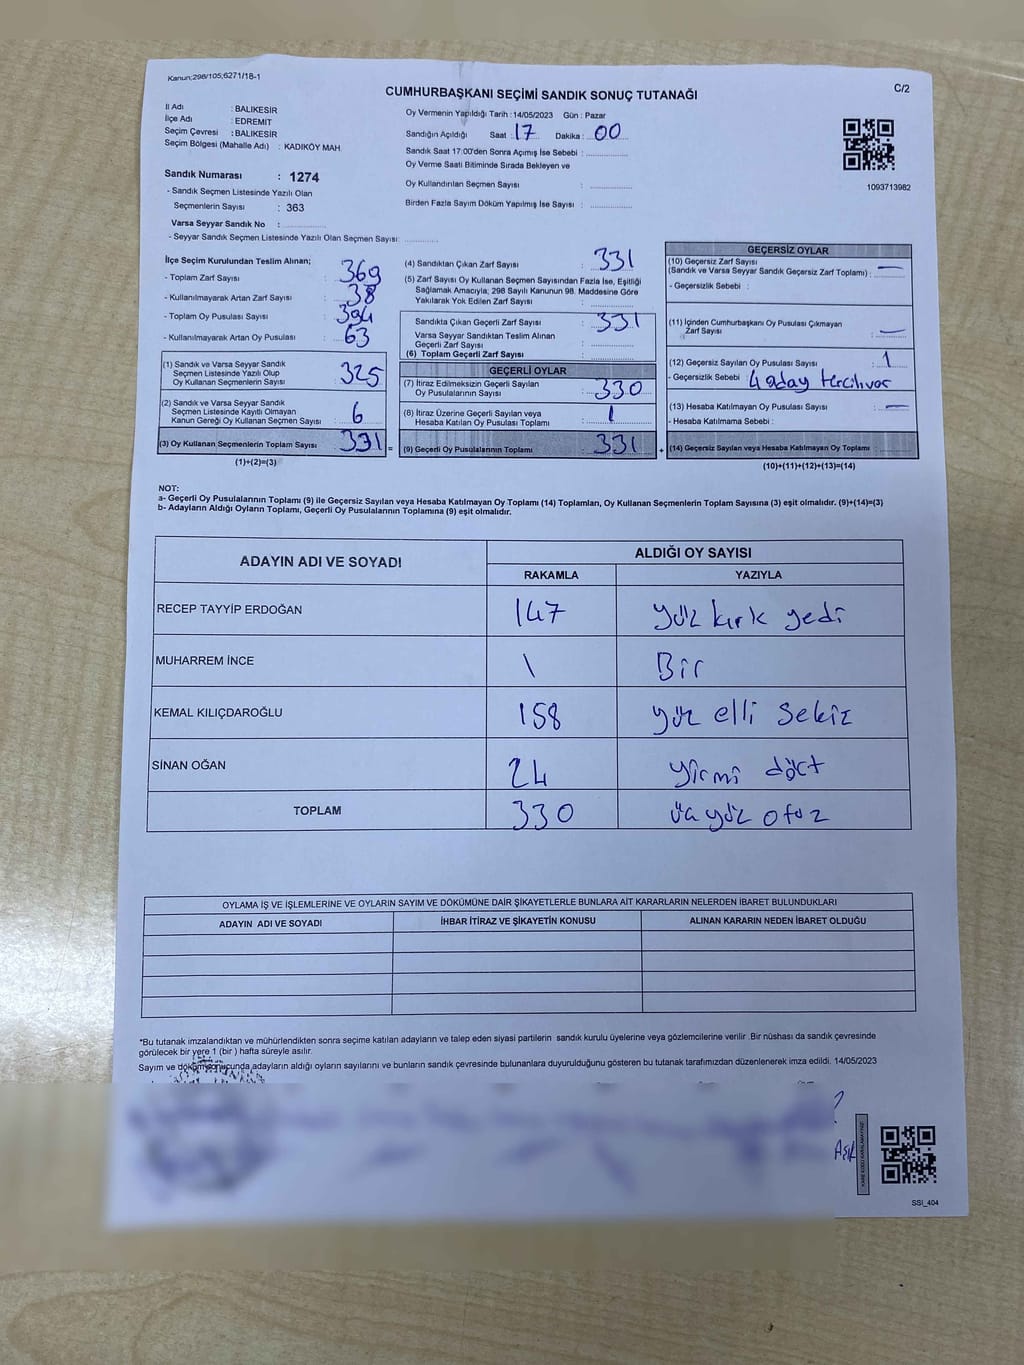 Kanun;298/105;6271/18-1
CUMHURBAŞKANI SEÇİMİ SANDIK SONUÇ TUTANAĞI
C/2
İl Adı : BALIKESİR
İlçe Adı : EDREMIT
Seçim Çevresi : BALIKESİR
Seçim Bölgesi (Mahalle Adı) : KADIKÖY MAH
Sandık Numarası : 1274
- Sandık Seçmen Listesinde Yazılı Olan
Seçmenlerin Sayısı : 363
Varsa Seyyar Sandık No :
- Seyyar Sandık Seçmen Listesinde Yazılı Olan Seçmen Sayısı:
Oy Vermenin Yapıldığı Tarih : 14/05/2023 Gün : Pazar
Sandığın Açıldığı Saat : 17 Dakika : 00
Sandık Saat 17:00'den Sonra Açımış İse Sebebi :
Oy Verme Saati Bitiminde Sırada Bekleyen ve
Oy Kullandırılan Seçmen Sayısı :
Birden Fazla Sayım Döküm Yapılmış İse Sayısı :
1093713982
İlçe Seçim Kurulundan Teslim Alınan;
- Toplam Zarf Sayısı : 369
- Kullanılmayarak Artan Zarf Sayısı : 38
- Toplam Oy Pusulası Sayısı : 394
- Kullanılmayarak Artan Oy Pusulası : 63
(1) Sandık ve Varsa Seyyar Sandık
Seçmen Listesinde Yazılı Olup
Oy Kullanan Seçmenlerin Sayısı : 325
(2) Sandık ve Varsa Seyyar Sandık
Seçmen Listesinde Kayıtlı Olmayan
Kanun Gereği Oy Kullanan Seçmen Sayısı : 6
(3) Oy Kullanan Seçmenlerin Toplam Sayısı : 331 =
(1)+(2)=(3)
(4) Sandıktan Çıkan Zarf Sayısı : 331
(5) Zarf Sayısı Oy Kullanan Seçmen Sayısından Fazla İse, Eşitliği
Sağlamak Amacıyla; 298 Sayılı Kanunun 98. Maddesine Göre
Yakılarak Yok Edilen Zarf Sayısı :
Sandıkta Çıkan Geçerli Zarf Sayısı : 331
Varsa Seyyar Sandıktan Teslim Alınan
Geçerli Zarf Sayısı :
(6) Toplam Geçerli Zarf Sayısı :
GEÇERLİ OYLAR
(7) İtiraz Edilmeksizin Geçerli Sayılan
Oy Pusulasının Sayısı : 330
(8) İtiraz Üzerine Geçerli Sayılan veya
Hesaba Katılan Oy Pusulası Toplamı : 1
(9) Geçerli Oy Pusulalarının Toplamı : 331 +
GEÇERSİZ OYLAR
(10) Geçersiz Zarf Sayısı
(Sandık ve Varsa Seyyar Sandık Geçersiz Zarf Toplamı) : —
- Geçersizlik Sebebi :
(11) İçinden Cumhurbaşkanı Oy Pusulası Çıkmayan
Zarf Sayısı : —
(12) Geçersiz Sayılan Oy Pusulası Sayısı : 1
- Geçersizlik Sebebi : 4 aday
(13) Hesaba Katılmayan Oy Pusulası Sayısı : —
- Hesaba Katılmama Sebebi :
(14) Geçersiz Sayılan veya Hesaba Katılmayan Oy Toplamı :
(10)+(11)+(12)+(13)=(14)
NOT:
a- Geçerli Oy Pusulalarının Toplamı (9) ile Geçersiz Sayılan veya Hesaba Katılmayan Oy Toplamı (14) Toplamları, Oy Kullanan Seçmenlerin Toplam Sayısına (3) eşit olmalıdır. (9)+(14)=(3)
b- Adayların Aldığı Oyların Toplamı, Geçerli Oy Pusulalarının Toplamına (9) eşit olmalıdır.
ADAYIN ADI VE SOYADI ALDIĞI OY SAYISI
RAKAMLA YAZIYLA
RECEP TAYYİP ERDOĞAN 147 yüz kırk yedi
MUHARREM İNCE 1 Bir
KEMAL KILIÇDAROĞLU 158 yüz elli sekiz
SİNAN OĞAN 24 yirmi dört
TOPLAM 330 üç yüz otuz
OYLAMA İŞ VE İŞLEMLERİNE VE OYLARIN SAYIM VE DÖKÜMÜNE DAİR ŞİKAYETLERLE BUNLARA AİT KARARLARIN NELERDEN İBARET BULUNDUKLARI
ADAYIN ADI VE SOYADI İHBAR İTİRAZ VE ŞİKAYETİN KONUSU ALINAN KARARIN NEDEN İBARET OLDUĞU
*Bu tutanak imzalandıktan ve mühürlendikten sonra seçime katılan adayların ve talep eden siyasi partilerin sandık kurulu üyelerine veya gözlemcilerine verilir .Bir nüshası da sandık çevresinde
görülecek bir yere 1 (bir ) hafta süreyle asılır.
Sayım ve döküm sonucunda adayların aldığı oyların sayılarını ve bunların sandık çevresinde bulunanlara duyurulduğunu gösteren bu tutanak tarafımızdan düzenlenerek imza edildi. 14/05/2023
SSI_404